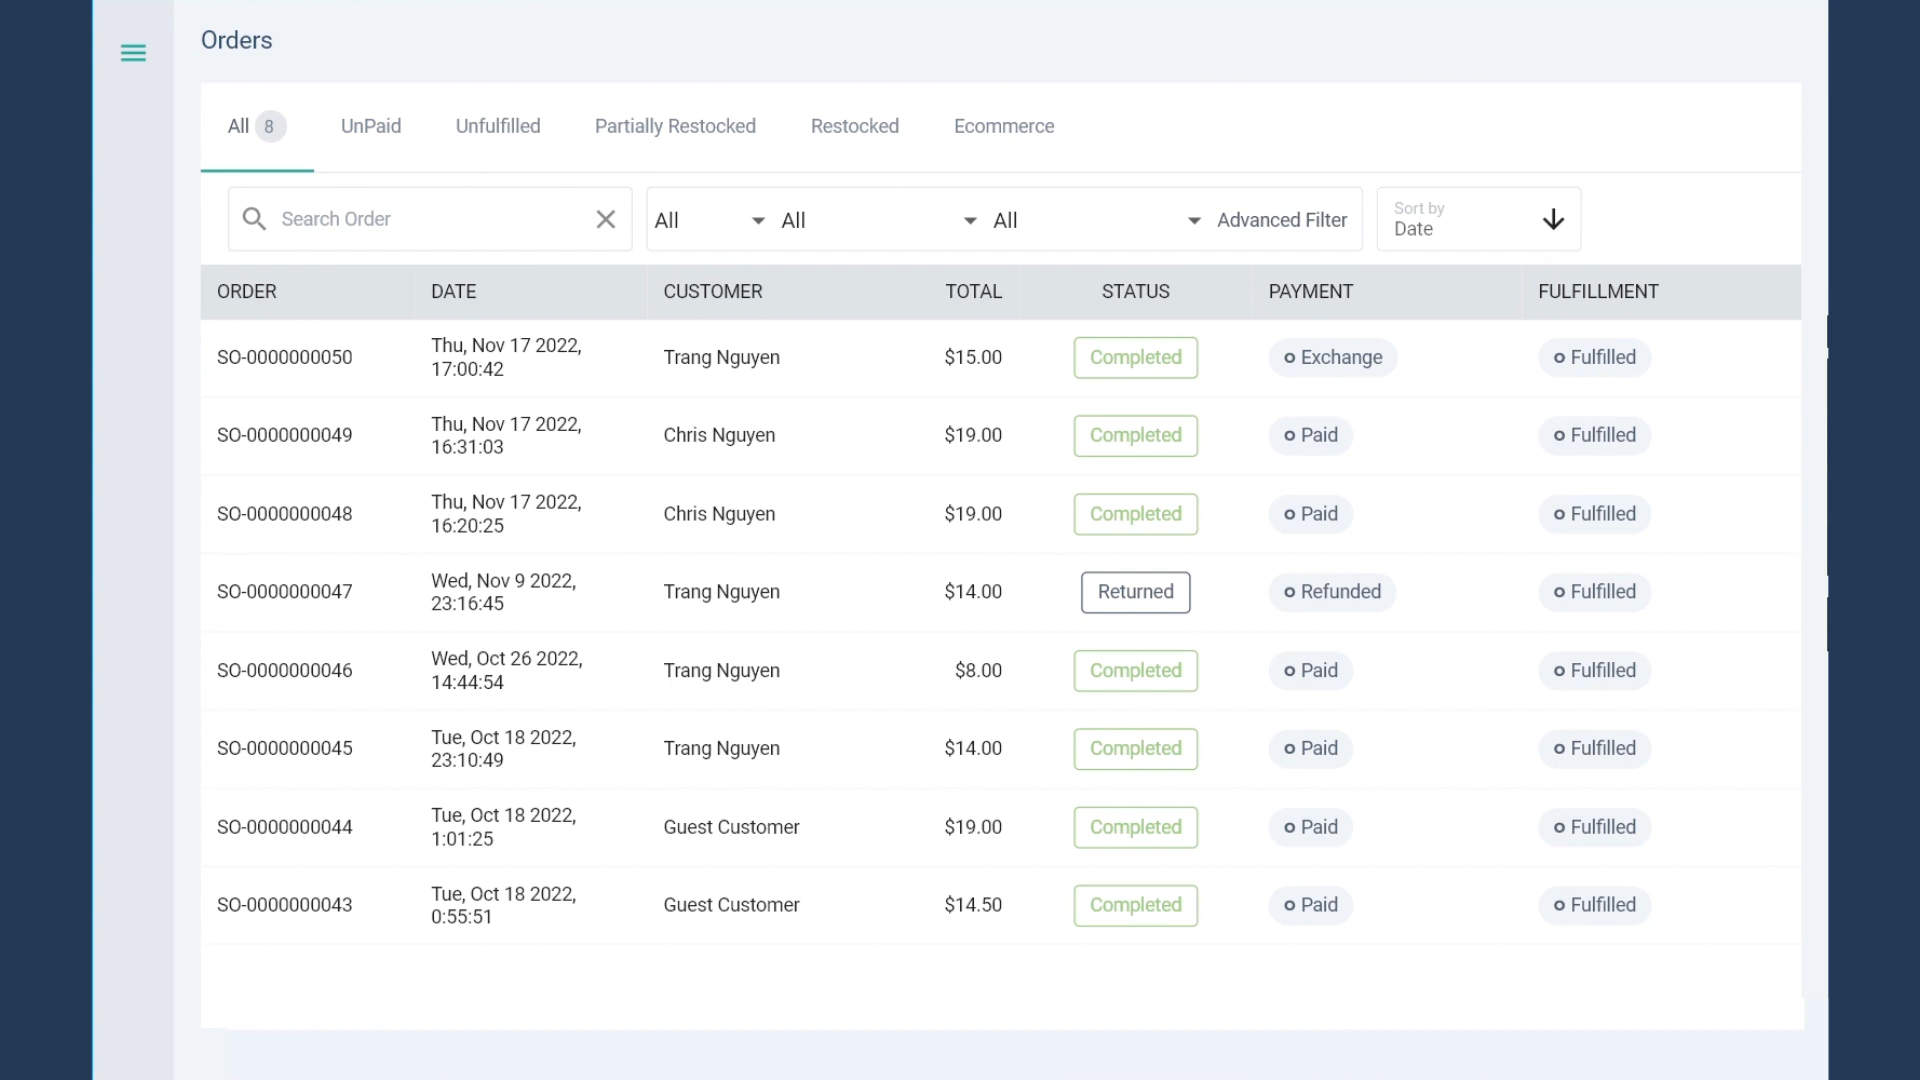 Orders
All 8 UnPaid Unfulfilled Partially Restocked Restocked Ecommerce
Search Order All All All Advanced Filter Sort by
Date
ORDER DATE CUSTOMER TOTAL STATUS PAYMENT FULFILLMENT
SO-0000000050 Thu, Nov 17 2022, Trang Nguyen $15.00 Completed Exchange Fulfilled
17:00:42
SO-0000000049 Thu, Nov 17 2022, Chris Nguyen $19.00 Completed Paid Fulfilled
16:31:03
SO-0000000048 Thu, Nov 17 2022, Chris Nguyen $19.00 Completed Paid Fulfilled
16:20:25
SO-0000000047 Wed, Nov 9 2022, Trang Nguyen $14.00 Returned Refunded Fulfilled
23:16:45
SO-0000000046 Wed, Oct 26 2022, Trang Nguyen $8.00 Completed Paid Fulfilled
14:44:54
SO-0000000045 Tue, Oct 18 2022, Trang Nguyen $14.00 Completed Paid Fulfilled
23:10:49
SO-0000000044 Tue, Oct 18 2022, Guest Customer $19.00 Completed Paid Fulfilled
1:01:25
SO-0000000043 Tue, Oct 18 2022, Guest Customer $14.50 Completed Paid Fulfilled
0:55:51